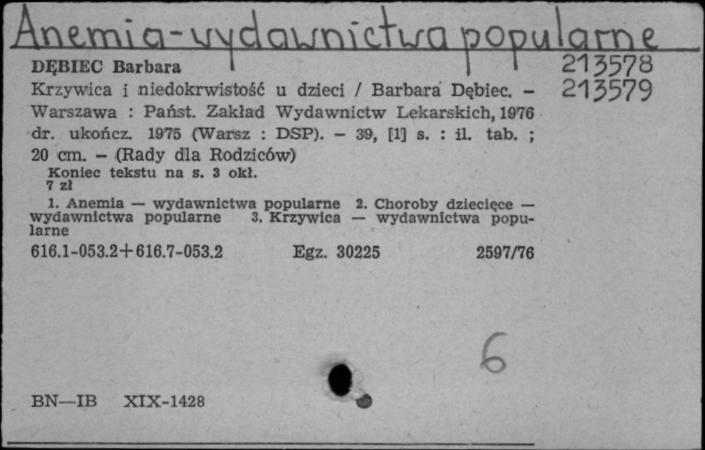 Anemia-wydawnictwa popularne
DĘBIEC Barbara 213578
Krzywica i niedokrwistość u dzieci / Barbara Dębiec. — 213579
Warszawa : Państ. Zakład Wydawnictw Lekarskich, 1976
dr. ukończ. 1975 (Warsz : DSP). — 39, [1] s. : il. tab. ;
20 cm. — (Rady dla Rodziców)
Koniec tekstu na s. 3 okł.
7 zł
1. Anemia — wydawnictwa popularne 2. Choroby dziecięce —
wydawnictwa popularne 3. Krzywica — wydawnictwa popu-
larne
616.1-053.2+616.7-053.2 Egz. 30225 2597/76
6
BN—IB XIX-1428